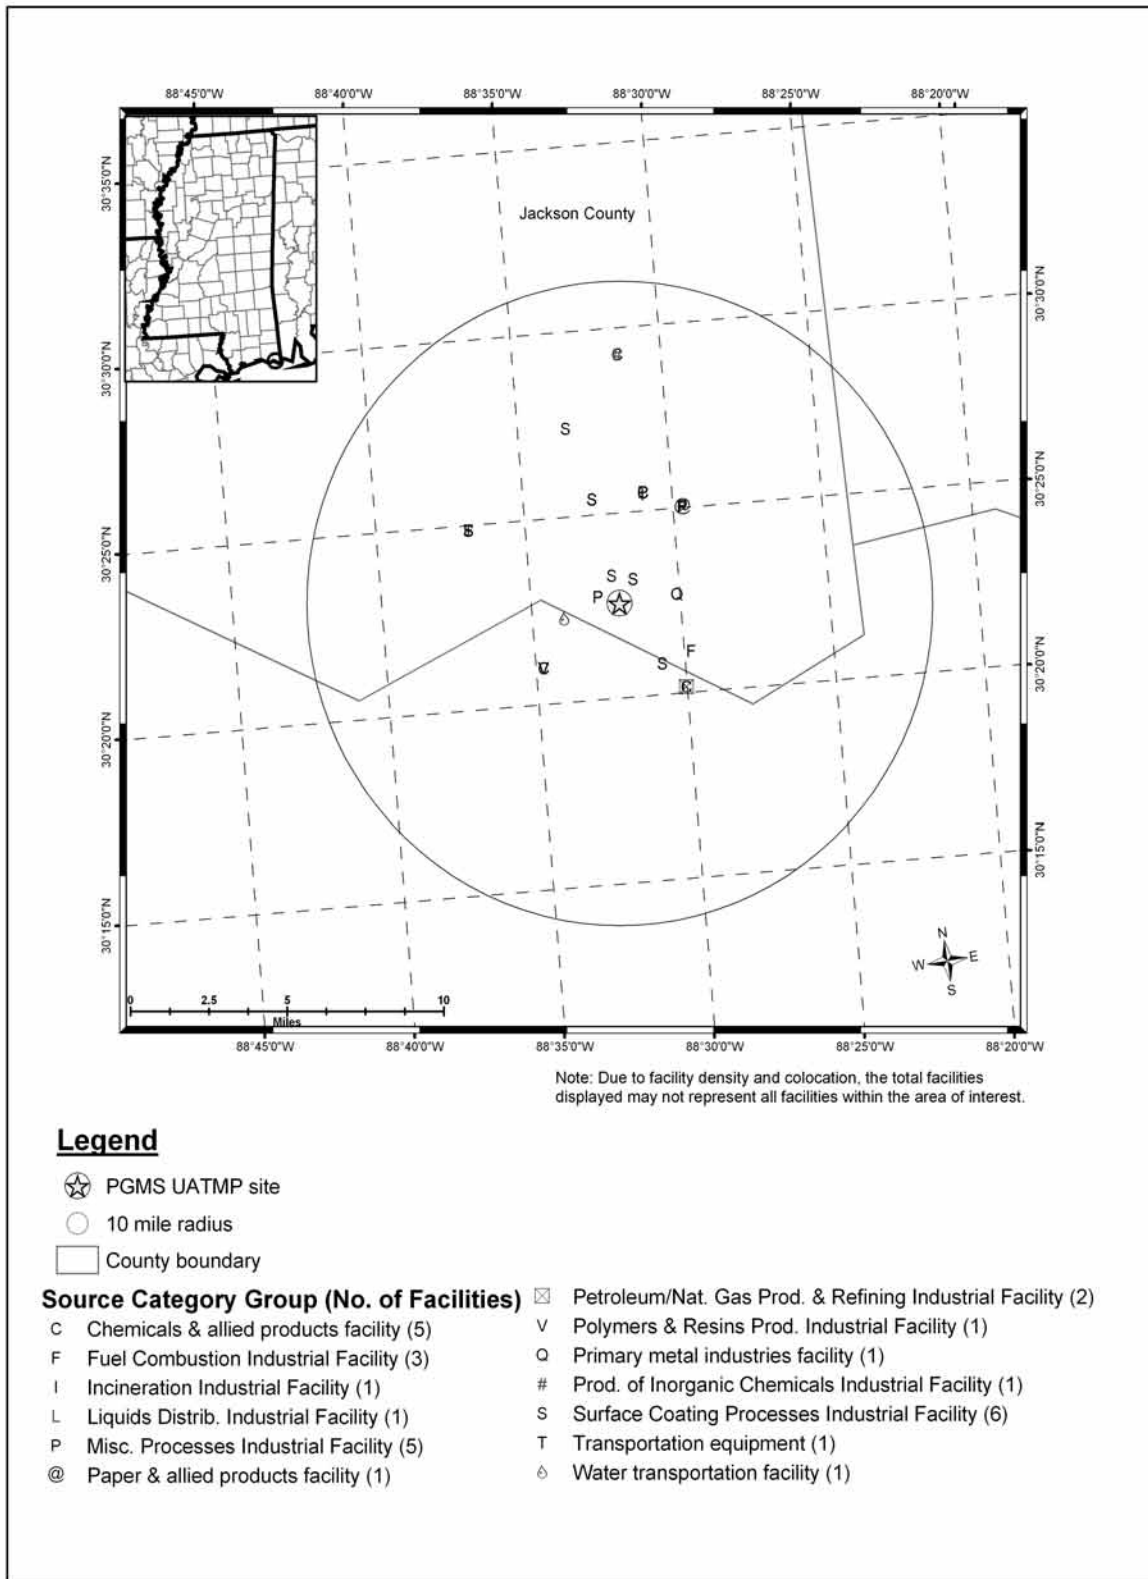 88°45'0"W 88°40'0"W 88°35'0"W 88°30'0"W 88°25'0"W 88°20'0"W
30°35'0"N
30°30'0"N
30°25'0"N
30°20'0"N
30°15'0"N
Jackson County
C
S
S
S
S
P
Q
F
S
C
30°30'0"N
30°25'0"N
30°20'0"N
30°15'0"N
N
W E
S
0 2.5 5 10
Miles
88°45'0"W 88°40'0"W 88°35'0"W 88°30'0"W 88°25'0"W 88°20'0"W
Note: Due to facility density and colocation, the total facilities
displayed may not represent all facilities within the area of interest.
Legend
PGMS UATMP site
10 mile radius
County boundary
Source Category Group (No. of Facilities)
C Chemicals & allied products facility (5)
F Fuel Combustion Industrial Facility (3)
I Incineration Industrial Facility (1)
L Liquids Distrib. Industrial Facility (1)
P Misc. Processes Industrial Facility (5)
@ Paper & allied products facility (1)
Petroleum/Nat. Gas Prod. & Refining Industrial Facility (2)
V Polymers & Resins Prod. Industrial Facility (1)
Q Primary metal industries facility (1)
# Prod. of Inorganic Chemicals Industrial Facility (1)
S Surface Coating Processes Industrial Facility (6)
T Transportation equipment (1)
Water transportation facility (1)